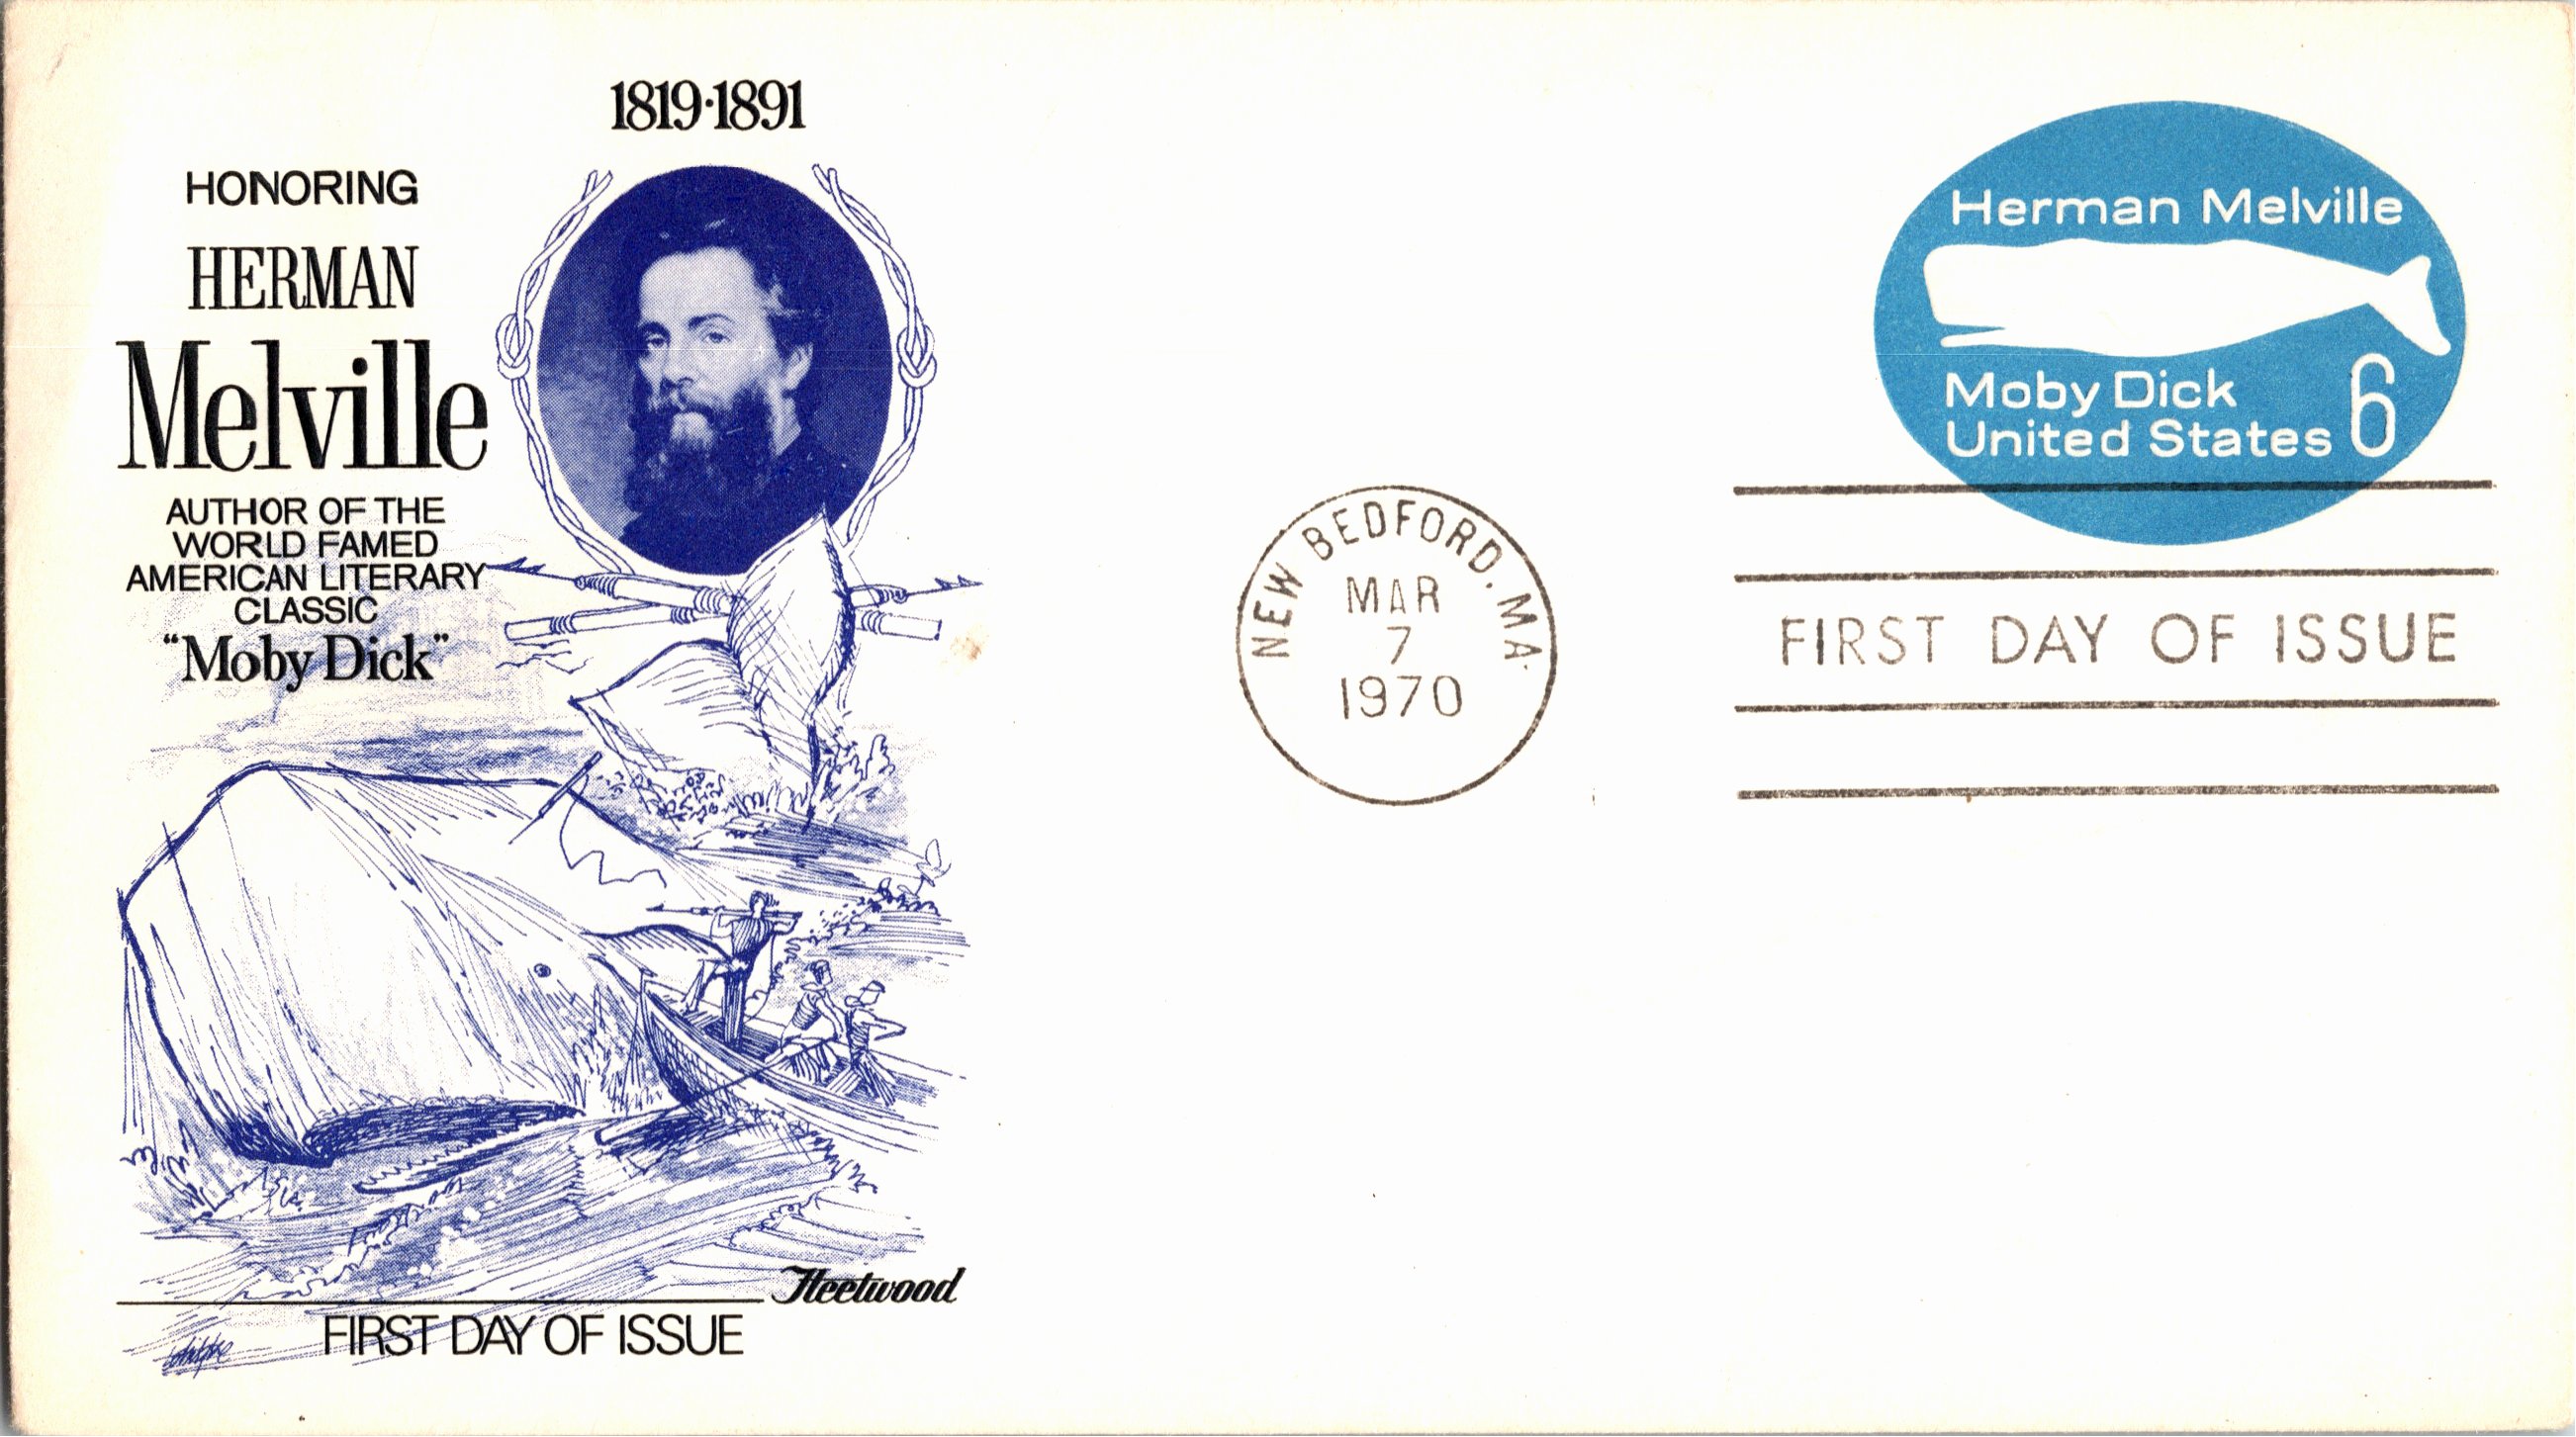 1819·1891
HONORING
HERMAN
Melville
AUTHOR OF THE
WORLD FAMED
AMERICAN LITERARY
CLASSIC
“Moby Dick”
Fleetwood
FIRST DAY OF ISSUE
NEW BEDFORD, MA.
MAR
7
1970
Herman Melville
Moby Dick
United States 6
FIRST DAY OF ISSUE